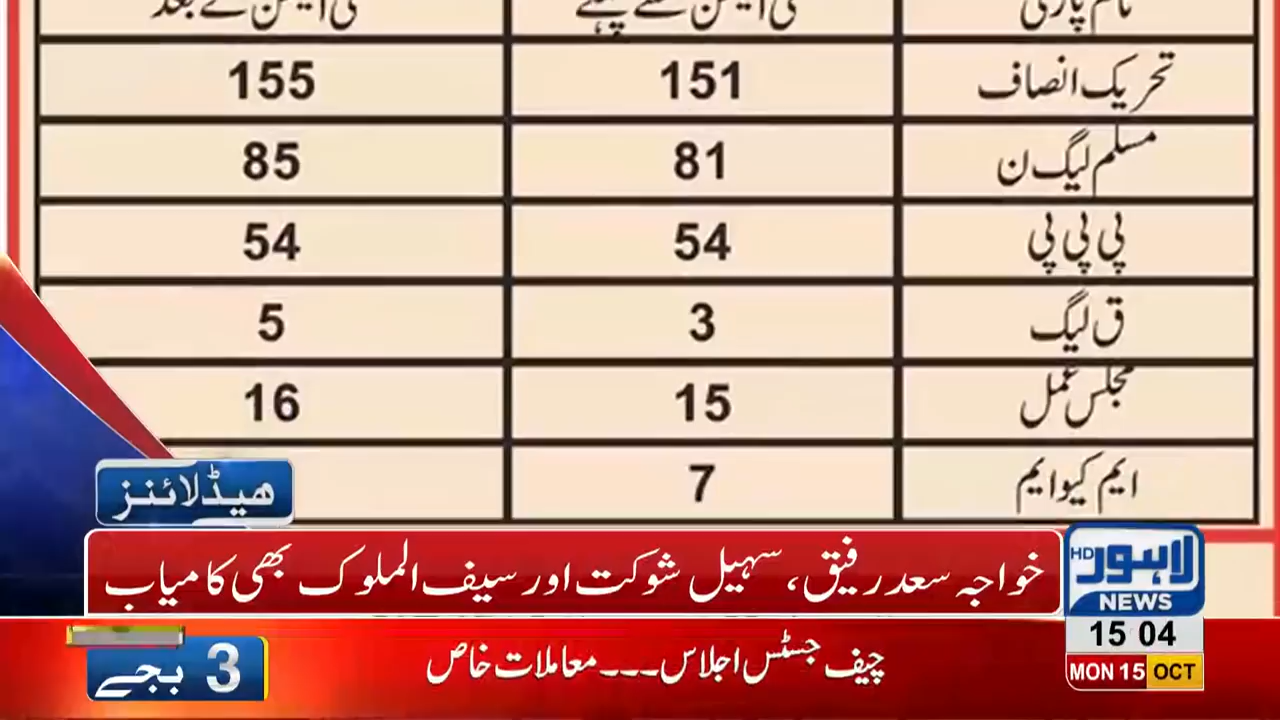 تحریک انصاف 151 155
مسلم لیگ ن 81 85
پی پی پی 54 54
ق لیگ 3 5
مجلس عمل 15 16
ایم کیو ایم 7
ھیڈلائنز
خواجہ سعد رفیق، سہیل شوکت اور سیف الملوک بھی کامیاب
لاہور HD
NEWS
15 04
MON 15 OCT
چیف جسٹس اجلاس۔۔۔معاملات خاص
3 بجے